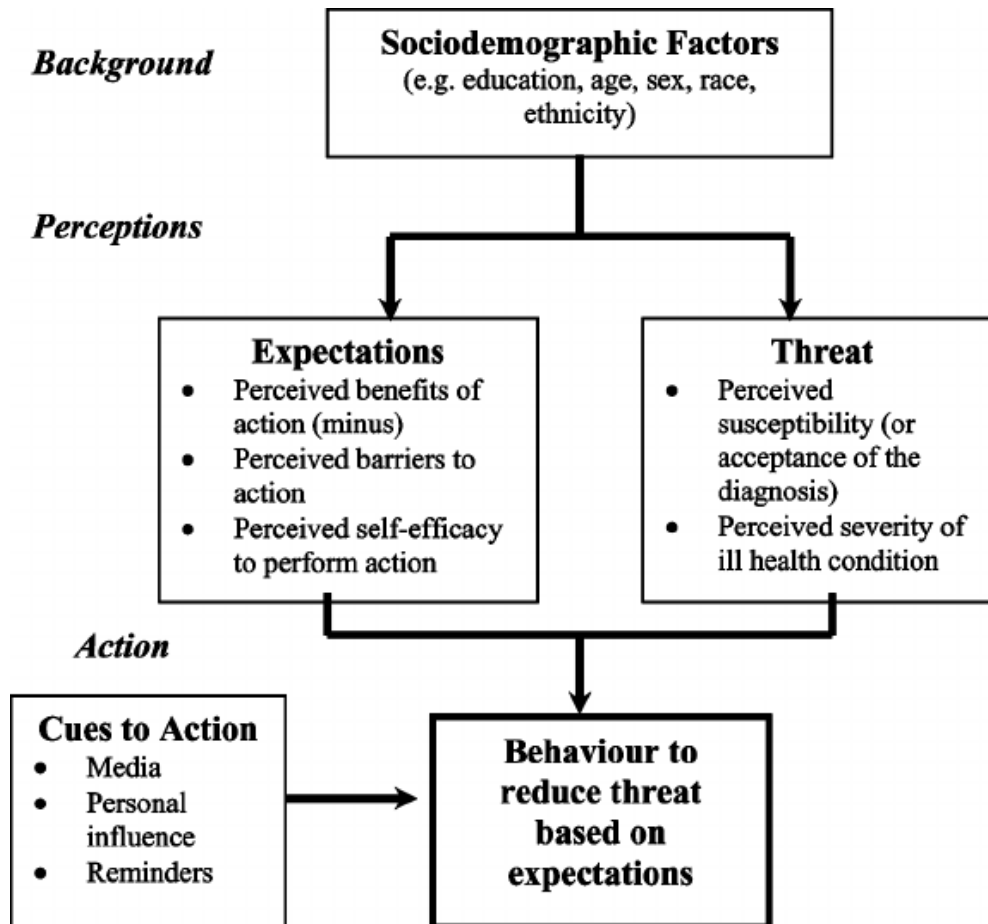 Background
Sociodemographic Factors
(e.g. education, age, sex, race,
ethnicity)
Perceptions
Expectations
• Perceived benefits of
action (minus)
• Perceived barriers to
action
• Perceived self-efficacy
to perform action
Threat
• Perceived
susceptibility (or
acceptance of the
diagnosis)
• Perceived severity of
ill health condition
Action
Cues to Action
• Media
• Personal
influence
• Reminders
Behaviour to
reduce threat
based on
expectations